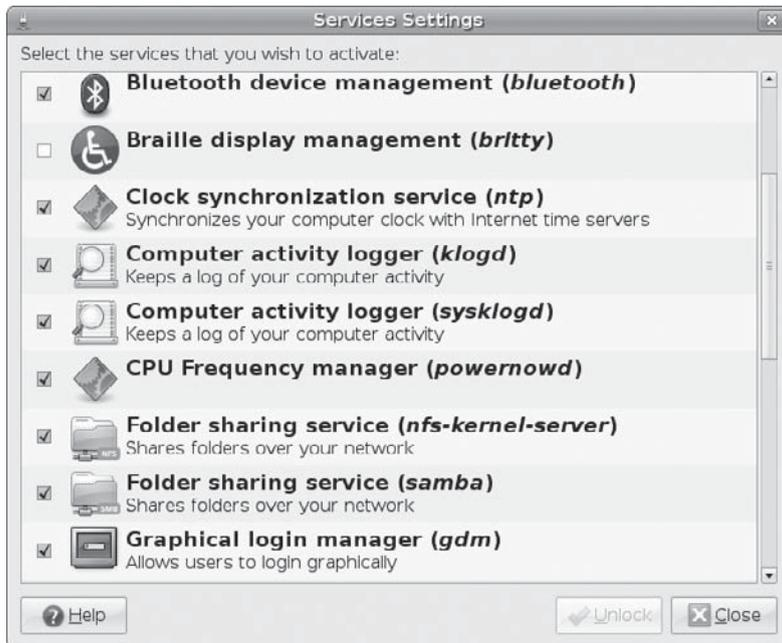 Services Settings
Select the services that you wish to activate:
Bluetooth device management (bluetooth)
Braille display management (brltty)
Clock synchronization service (ntp)
Synchronizes your computer clock with Internet time servers
Computer activity logger (klogd)
Keeps a log of your computer activity
Computer activity logger (sysklogd)
Keeps a log of your computer activity
CPU Frequency manager (powernowd)
Folder sharing service (nfs-kernel-server)
Shares folders over your network
NFS
Folder sharing service (samba)
Shares folders over your network
SMB
Graphical login manager (gdm)
Allows users to login graphically
Help
Unlock
Close